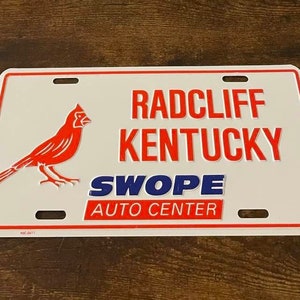 RADCLIFF
KENTUCKY
SWOPE
AUTO CENTER